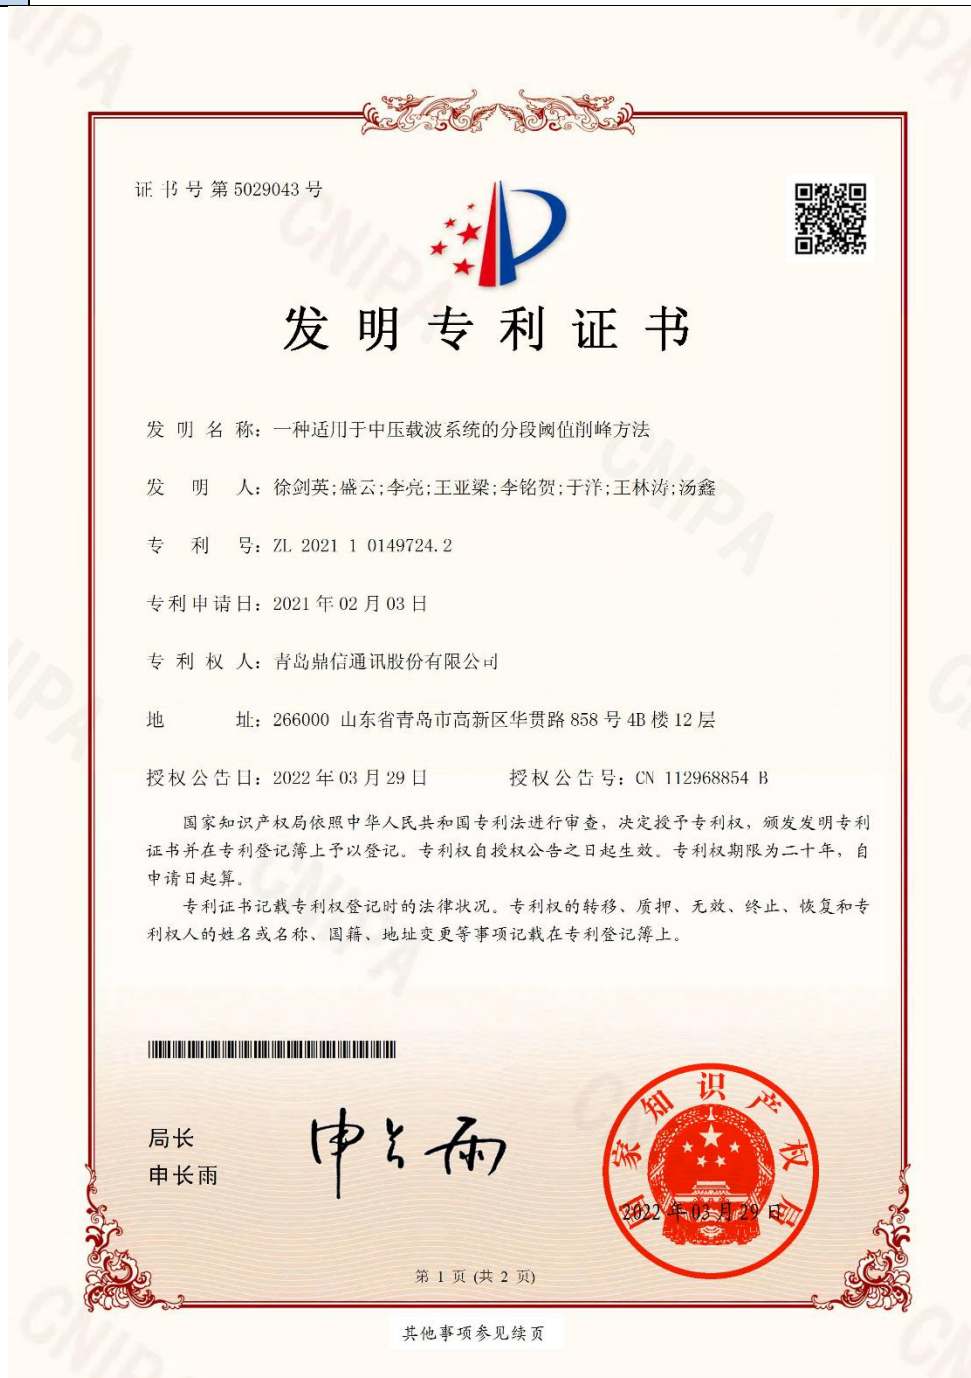 证书号第5029043号
发明专利证书
发明名称：一种适用于中压载波系统的分段阈值削峰方法
发明人：徐剑英;盛云;李亮;王亚梁;李铭贺;于洋;王林涛;汤鑫
专利号：ZL 2021 1 0149724.2
专利申请日：2021年02月03日
专利权人：青岛鼎信通讯股份有限公司
地址：266000 山东省青岛市高新区华贯路858号4B楼12层
授权公告日：2022年03月29日 授权公告号：CN 112968854 B
国家知识产权局依照中华人民共和国专利法进行审查，决定授予专利权，颁发发明专利
证书并在专利登记簿上予以登记。专利权自授权公告之日起生效。专利权期限为二十年，自
申请日起算。
专利证书记载专利权登记时的法律状况。专利权的转移、质押、无效、终止、恢复和专
利权人的姓名或名称、国籍、地址变更等事项记载在专利登记簿上。
局长
申长雨
申长雨
国家知识产权局
2022年03月29日
第 1 页 (共 2 页)
其他事项参见续页
CNIPA
CNIPA
CNIPA
CNIPA
CNIPA
CNIPA